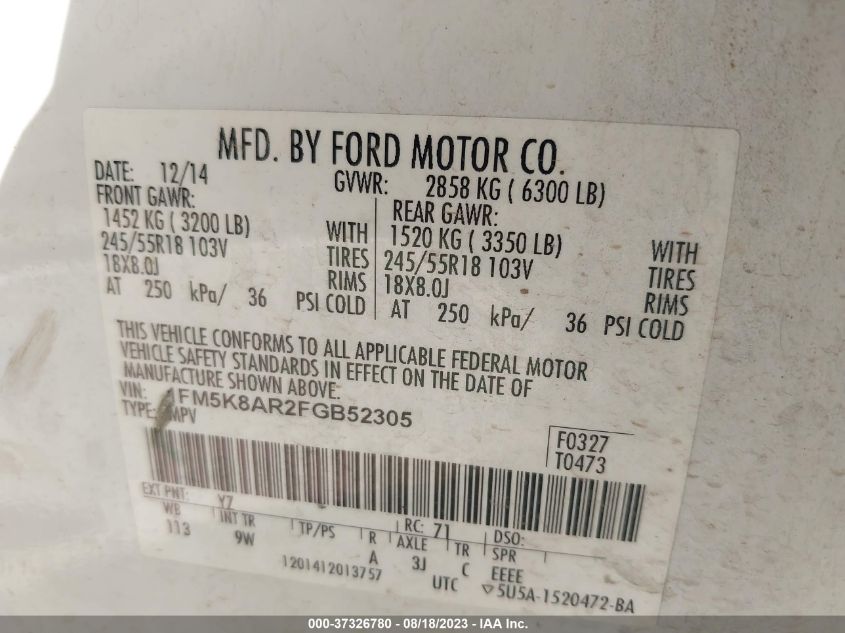 MFD. BY FORD MOTOR CO.
DATE: 12/14
GVWR: 2858 KG ( 6300 LB)
FRONT GAWR:
1452 KG ( 3200 LB) WITH
245/55R18 103V TIRES
18X8.0J RIMS
AT 250 kPa/ 36 PSI COLD
REAR GAWR:
1520 KG ( 3350 LB) WITH
245/55R18 103V TIRES
18X8.0J RIMS
AT 250 kPa/ 36 PSI COLD
THIS VEHICLE CONFORMS TO ALL APPLICABLE FEDERAL MOTOR
VEHICLE SAFETY STANDARDS IN EFFECT ON THE DATE OF
MANUFACTURE SHOWN ABOVE.
VIN: 1FM5K8AR2FGB52305
TYPE: MPV
F0327
T0473
EXT PNT: YZ RC: 71 DSO:
WB INT TR TP/PS R AXLE TR SPR
113 9W A 3J C EEEE
1201412013757 UTC 5U5A-1520472-BA
000-37326780 - 08/18/2023 - IAA Inc.